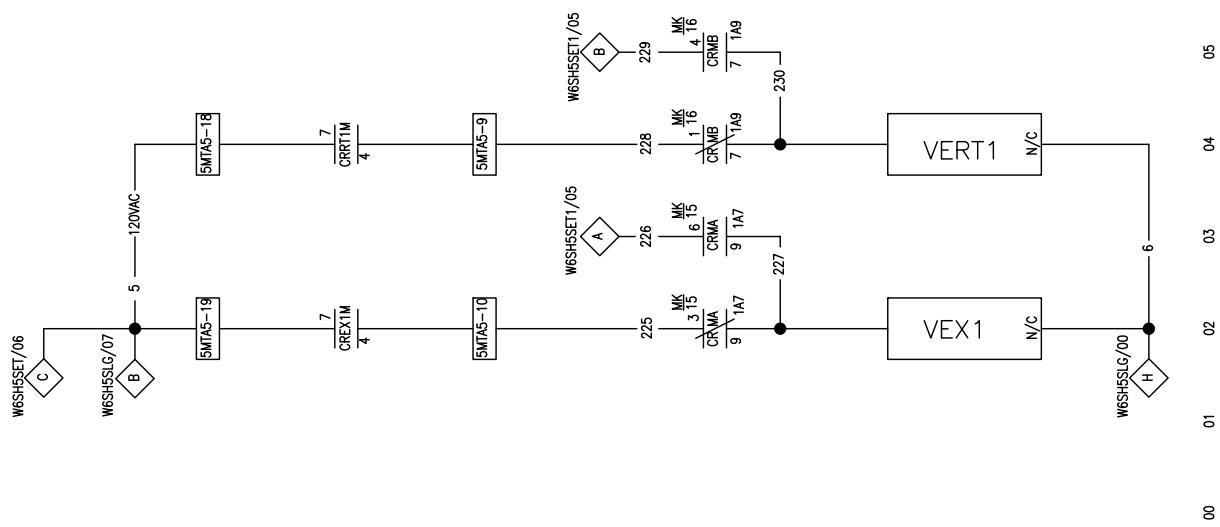 W6SH5SET/06
C
W6SH5SLG/07
B
5
120VAC
5MTA5-19
5MTA5-18
7
CREX1M
4
7
CRRT1M
4
5MTA5-10
5MTA5-9
W6SH5SET1/05
A
W6SH5SET1/05
B
225
226
228
229
MK
3 15
CRMA
9 1A7
MK
6 15
CRMA
9 1A7
MK
1 16
CRMB
7 1A9
MK
4 16
CRMB
7 1A9
227
230
VEX1
N/C
VERT1
N/C
W6SH5SLG/00
H
6
00
01
02
03
04
05